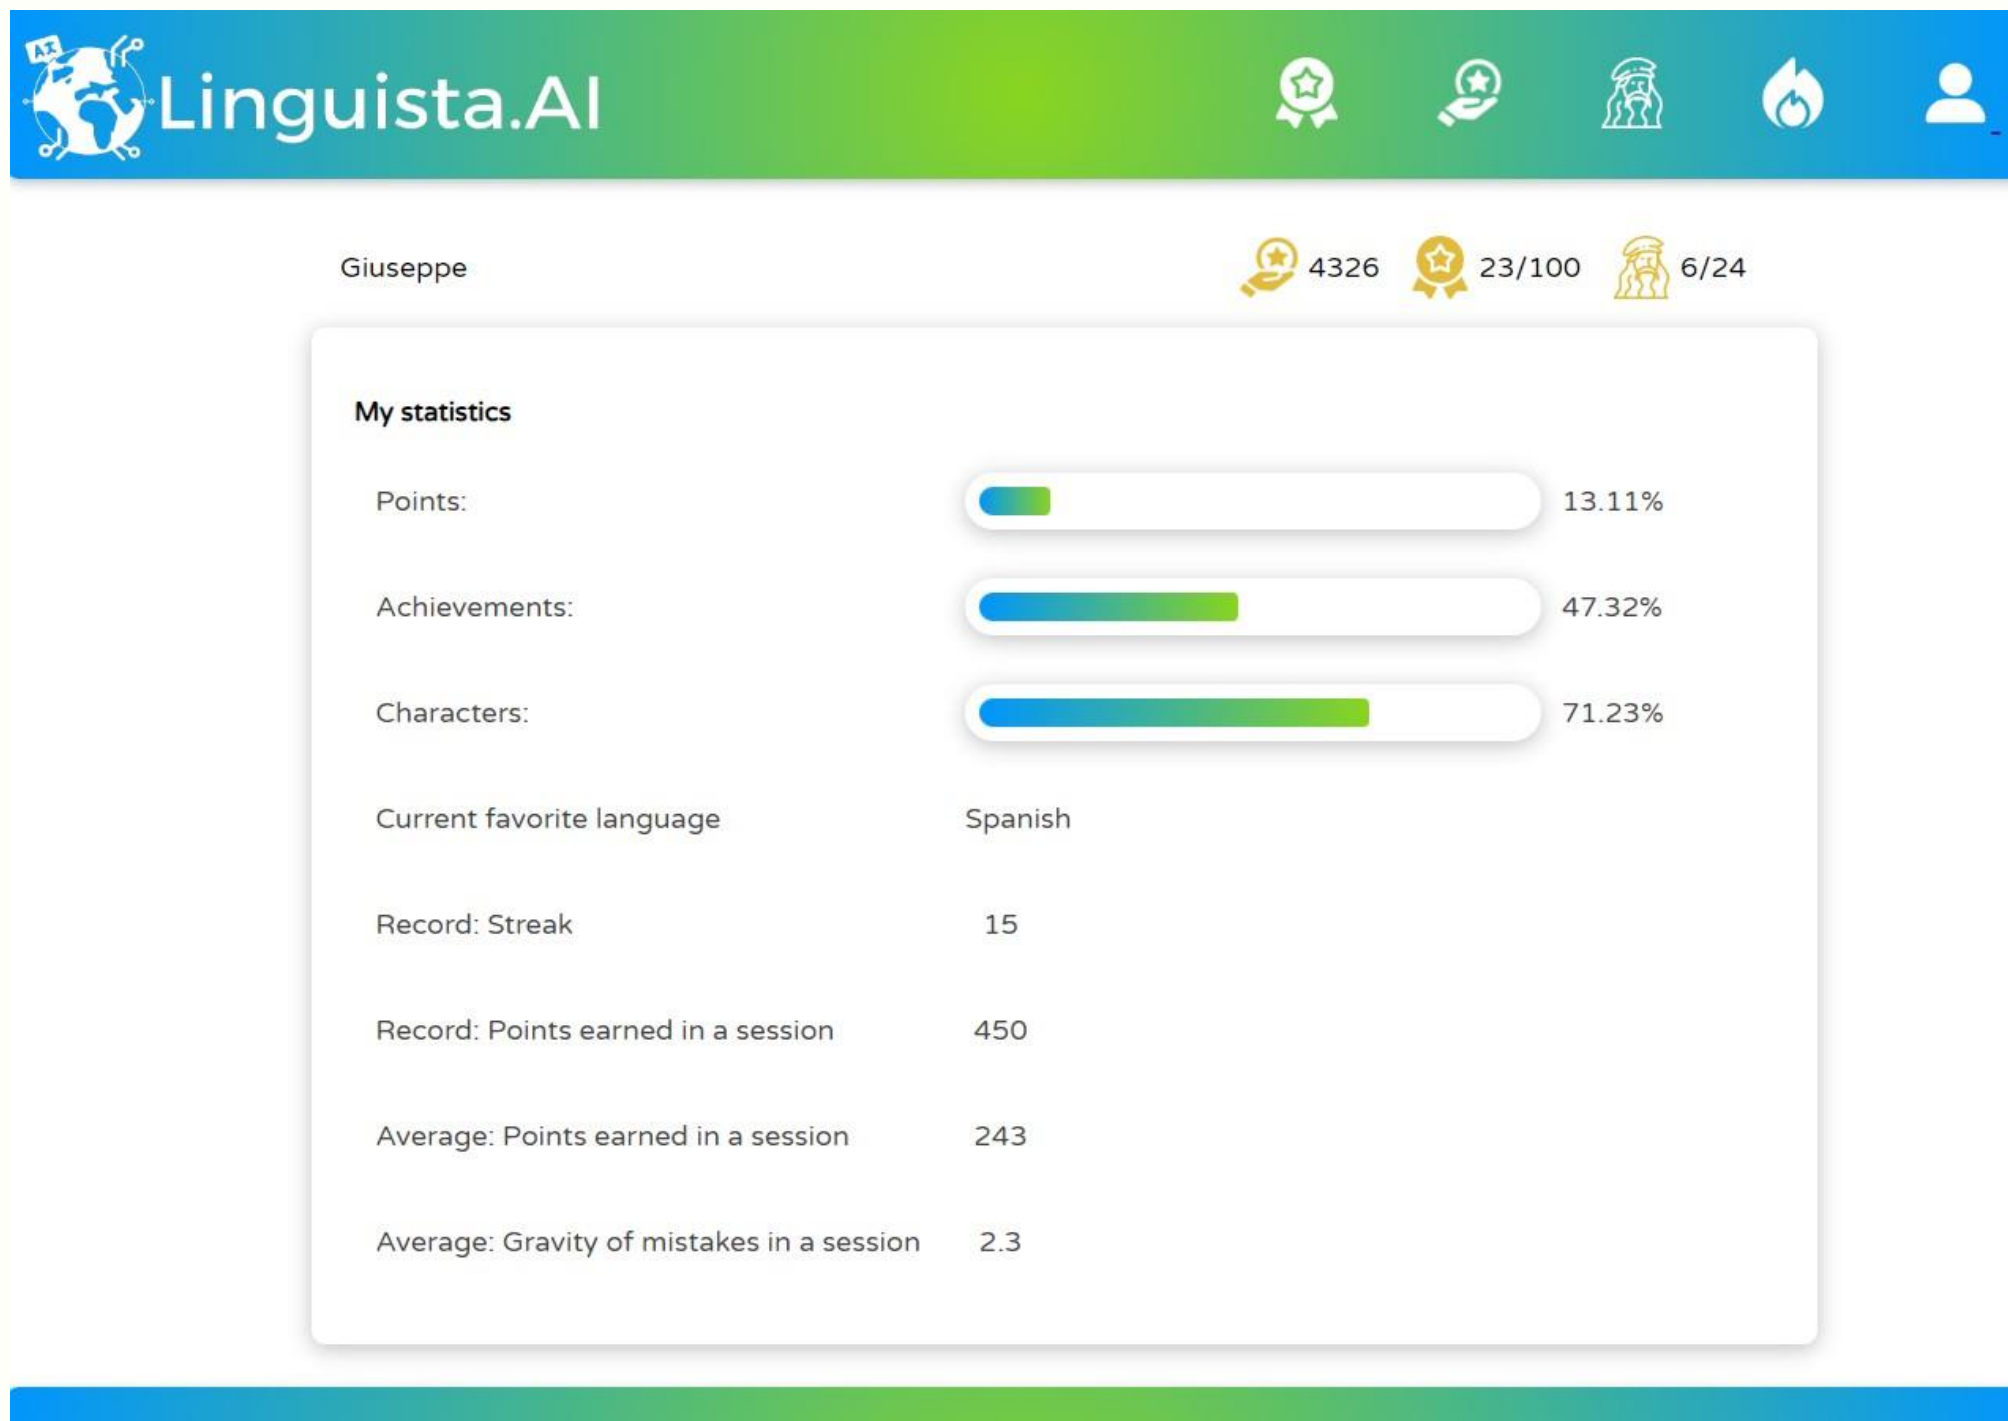 Linguista.AI
Giuseppe 4326 23/100 6/24
My statistics
Points: 13.11%
Achievements: 47.32%
Characters: 71.23%
Current favorite language Spanish
Record: Streak 15
Record: Points earned in a session 450
Average: Points earned in a session 243
Average: Gravity of mistakes in a session 2.3